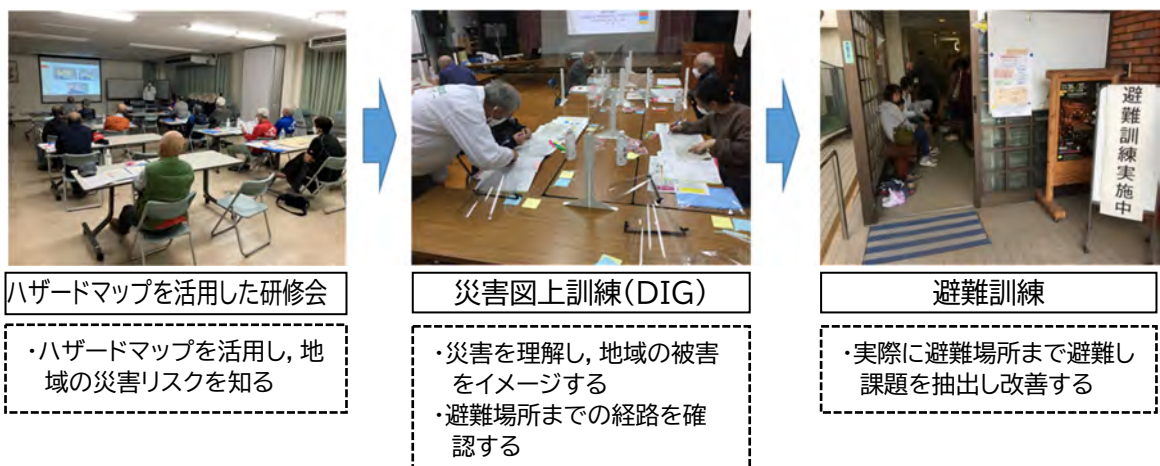 避難訓練実施中
ハザードマップを活用した研修会
災害図上訓練(DIG)
避難訓練
・ハザードマップを活用し,地
域の災害リスクを知る
・災害を理解し,地域の被害
をイメージする
・避難場所までの経路を確
認する
・実際に避難場所まで避難し
課題を抽出し改善する